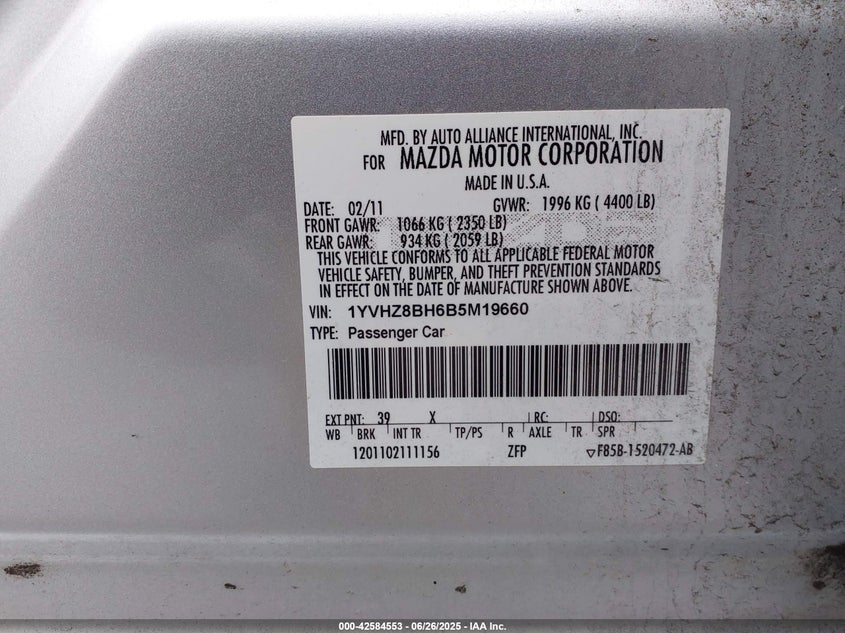 MFD. BY AUTO ALLIANCE INTERNATIONAL, INC.
FOR MAZDA MOTOR CORPORATION
MADE IN U.S.A.
DATE: 02/11 GVWR: 1996 KG ( 4400 LB)
FRONT GAWR: 1066 KG ( 2350 LB)
REAR GAWR: 934 KG ( 2059 LB)
THIS VEHICLE CONFORMS TO ALL APPLICABLE FEDERAL MOTOR
VEHICLE SAFETY, BUMPER, AND THEFT PREVENTION STANDARDS
IN EFFECT ON THE DATE OF MANUFACTURE SHOWN ABOVE.
VIN: 1YVHZ8BH6B5M19660
TYPE: Passenger Car
EXT PNT: 39 X RC: DSO:
WB BRK INT TR TP/PS R AXLE TR SPR
1201102111156 ZFP ▽F85B-1520472-AB
000-42584553 - 06/26/2025 - IAA Inc.